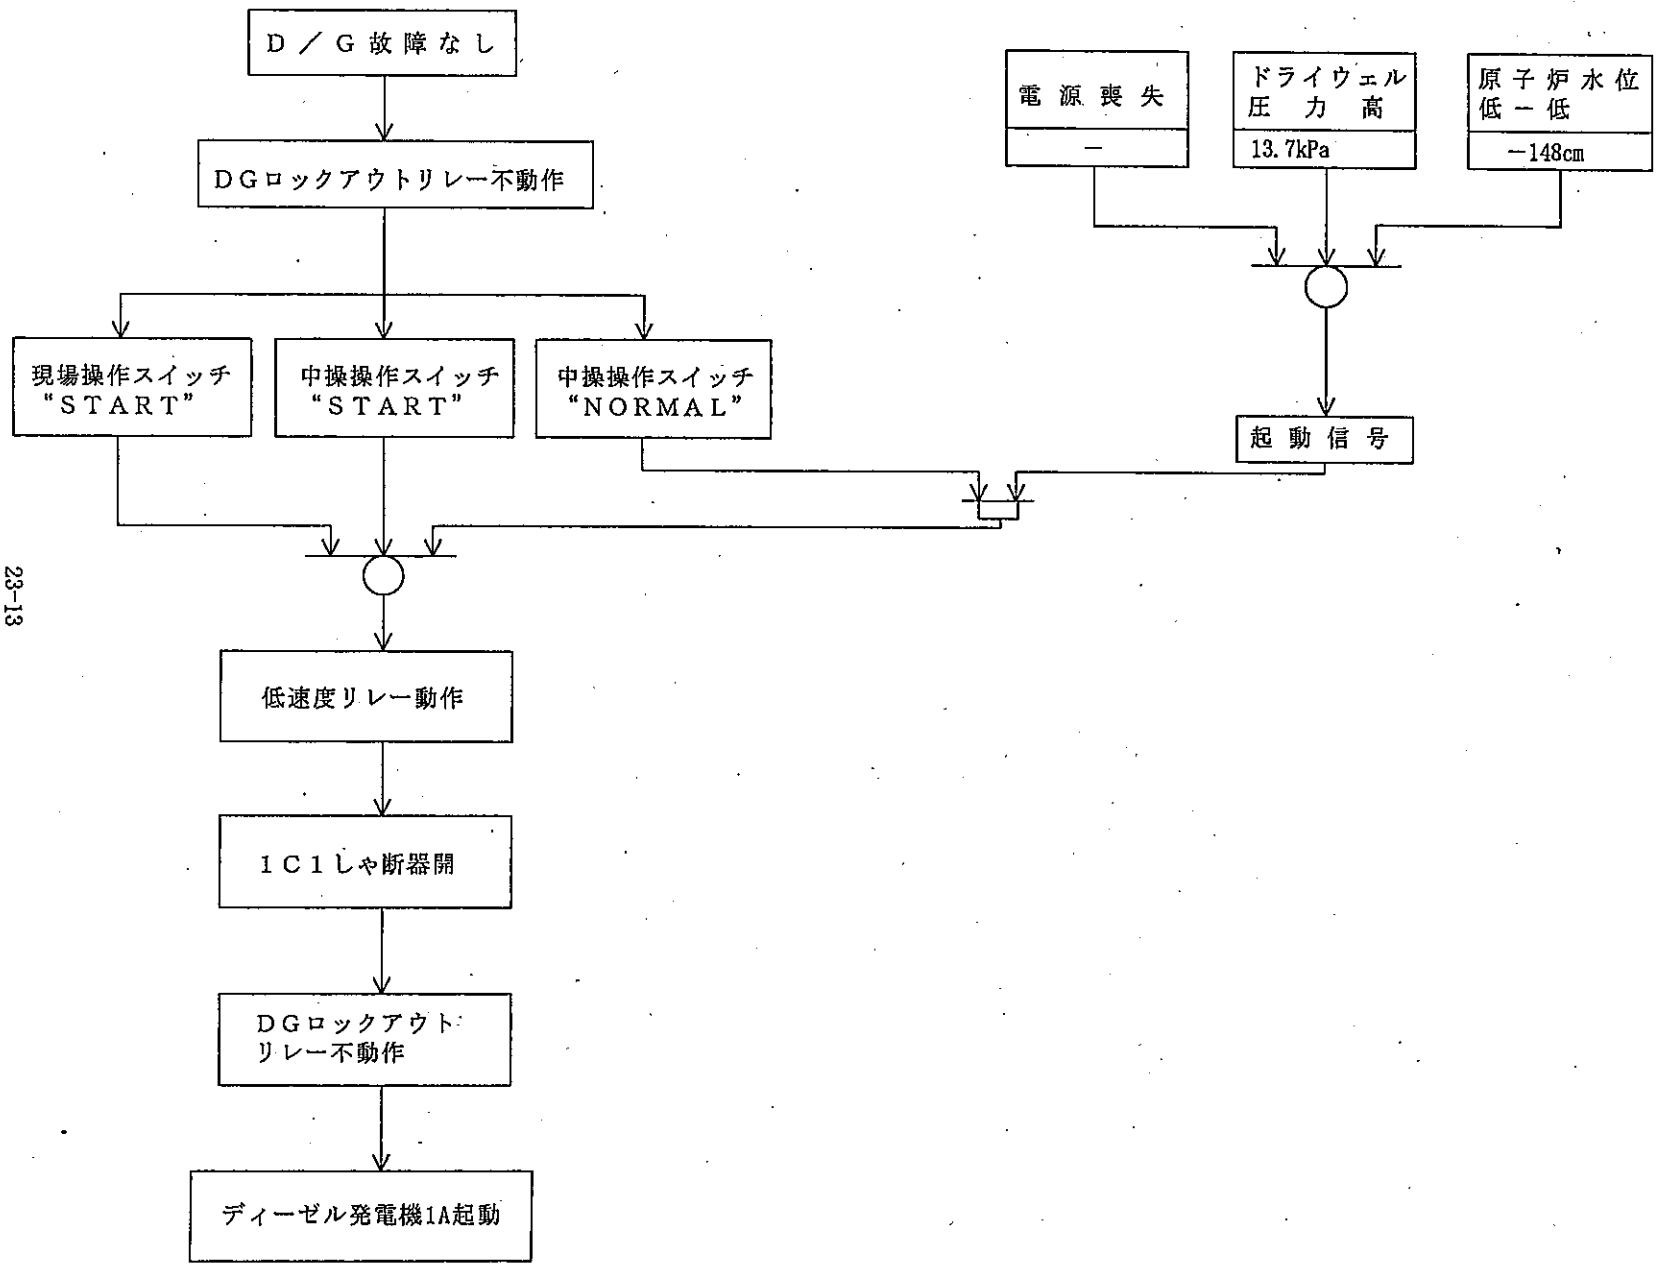 D／G故障なし
DGロックアウトリレー不動作
現場操作スイッチ
“START”
中操操作スイッチ
“START”
中操操作スイッチ
“NORMAL”
電源喪失
－
ドライウェル
圧力高
13.7kPa
原子炉水位
低－低
－148cm
起動信号
低速度リレー動作
1C1しゃ断器開
DGロックアウト
リレー不動作
ディーゼル発電機1A起動
23-13